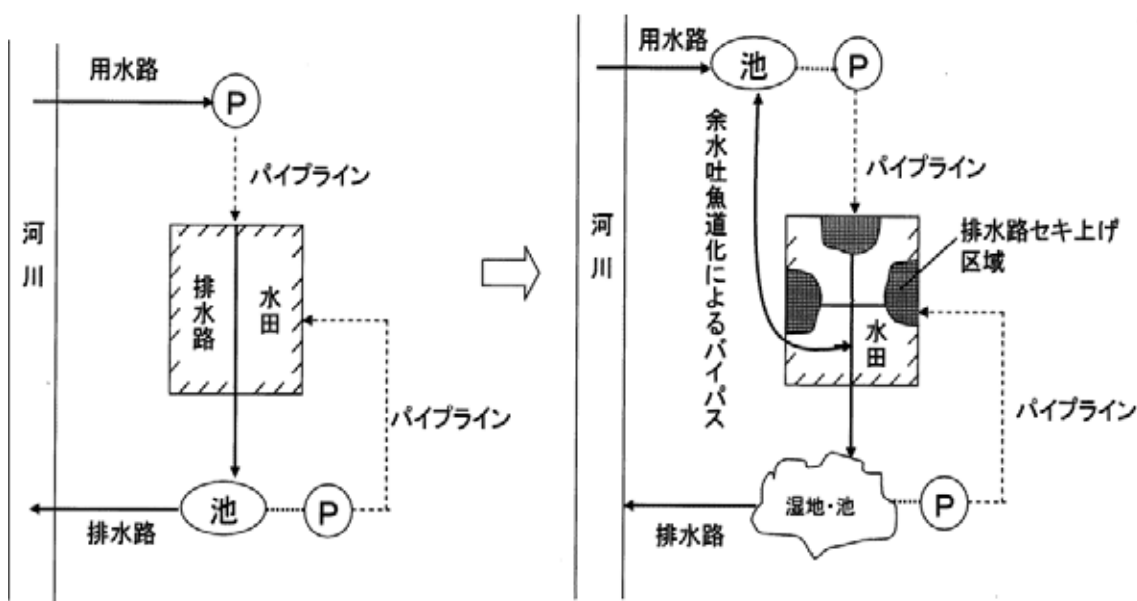 用水路
P
パイプライン
河川
排水路
水田
パイプライン
池
P
排水路
用水路
池
P
余水吐魚道化によるバイパス
パイプライン
河川
排水路セキ上げ
区域
水田
パイプライン
湿地・池
P
排水路